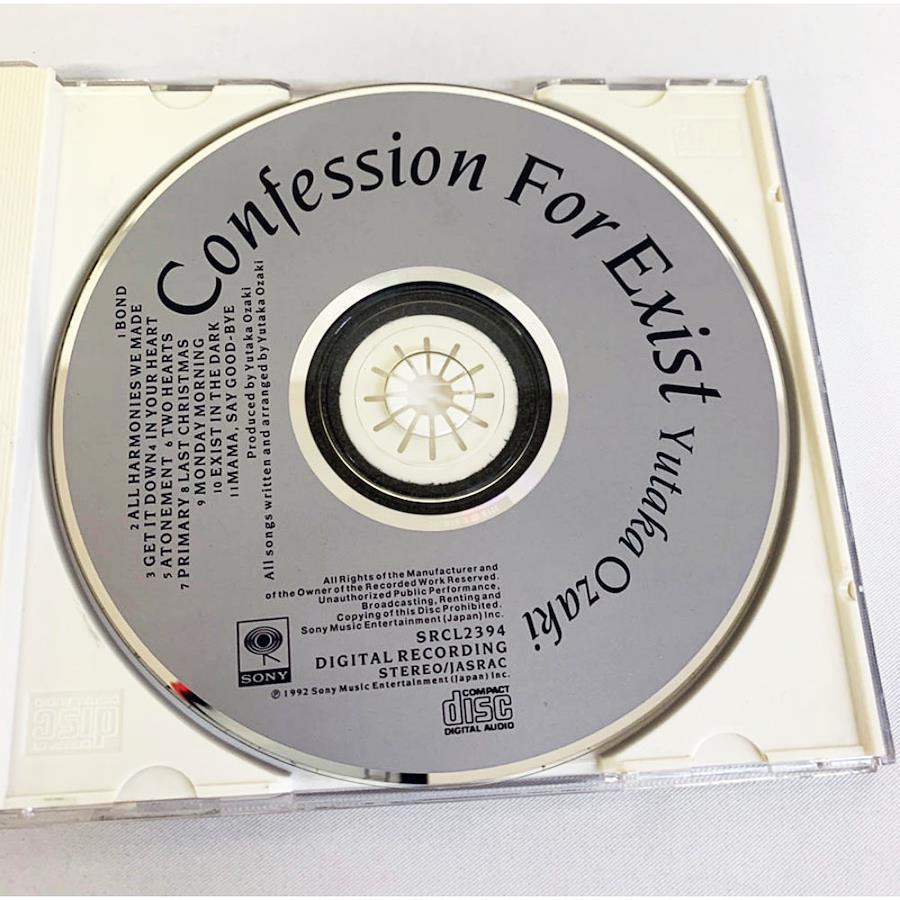 Confession For Exist Yutaka Ozaki
1 BOND
2 ALL HARMONIES WE MADE
3 GET IT DOWN 4 IN YOUR HEART
5 ATONEMENT 6 TWO HEARTS
7 PRIMARY 8 LAST CHRISTMAS
9 MONDAY MORNING
10 EXIST IN THE DARK
11 MAMA, SAY GOOD-BYE
Produced by Yutaka Ozaki
All songs written and arranged by Yutaka Ozaki
All Rights of the Manufacturer and
of the Owner of the Recorded Work Reserved.
Unauthorized Public Performance,
Broadcasting, Renting and
Copying of this Disc Prohibited.
Sony Music Entertainment (Japan) Inc.
SRCL2394
DIGITAL RECORDING
STEREO/JASRAC
℗ 1992 Sony Music Entertainment (Japan) Inc.
SONY
COMPACT
disc
DIGITAL AUDIO